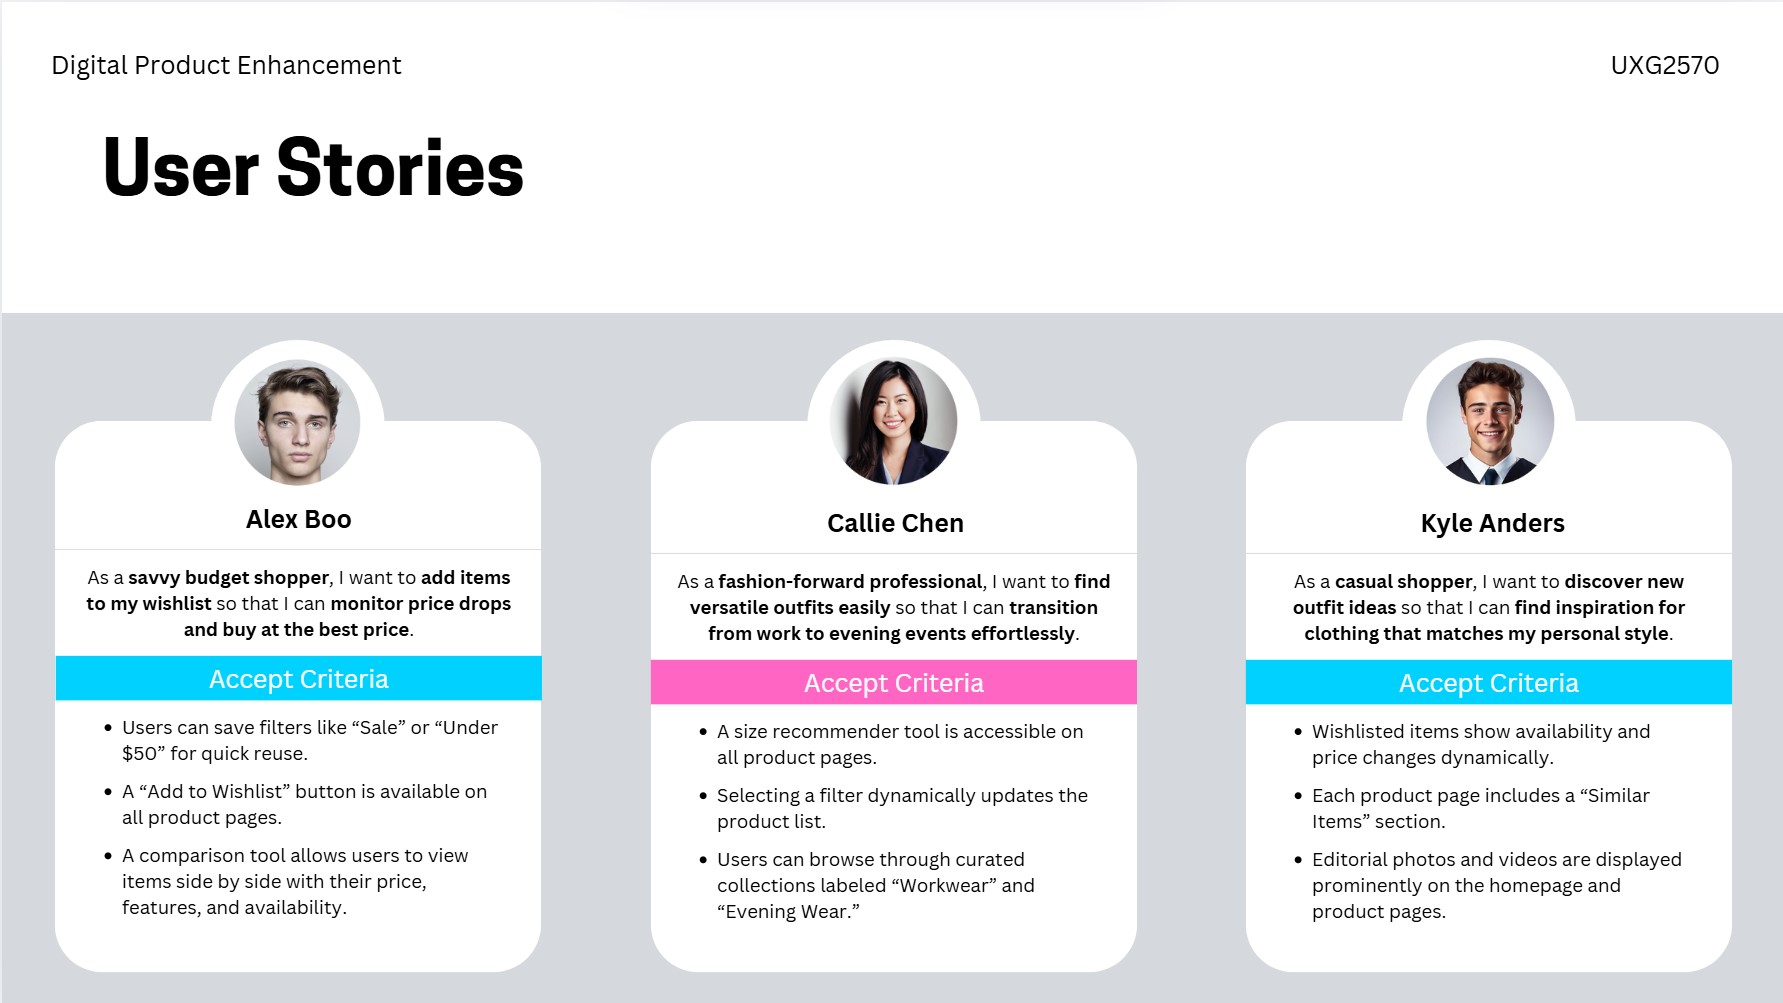 Digital Product Enhancement
UXG2570
User Stories
Alex Boo
As a savvy budget shopper, I want to add items
to my wishlist so that I can monitor price drops
and buy at the best price.
Accept Criteria
• Users can save filters like “Sale” or “Under
$50” for quick reuse.
• A “Add to Wishlist” button is available on
all product pages.
• A comparison tool allows users to view
items side by side with their price,
features, and availability.
Callie Chen
As a fashion-forward professional, I want to find
versatile outfits easily so that I can transition
from work to evening events effortlessly.
Accept Criteria
• A size recommender tool is accessible on
all product pages.
• Selecting a filter dynamically updates the
product list.
• Users can browse through curated
collections labeled “Workwear” and
“Evening Wear.”
Kyle Anders
As a casual shopper, I want to discover new
outfit ideas so that I can find inspiration for
clothing that matches my personal style.
Accept Criteria
• Wishlisted items show availability and
price changes dynamically.
• Each product page includes a “Similar
Items” section.
• Editorial photos and videos are displayed
prominently on the homepage and
product pages.